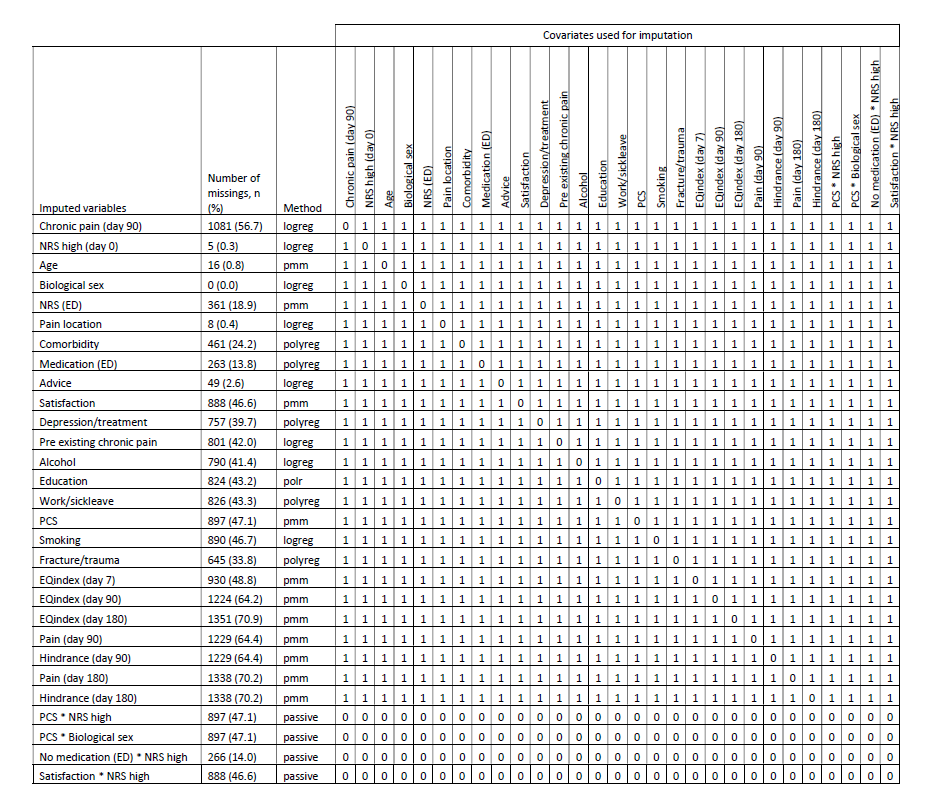 Covariates used for imputation
Imputed variables Number of missings, n (%) Method Chronic pain (day 90) NRS high (day 0) Age Biological sex NRS (ED) Pain location Comorbidity Medication (ED) Advice Satisfaction Depression/treatment Pre existing chronic pain Alcohol Education Work/sickleave PCS Smoking Fracture/trauma EQindex (day 7) EQindex (day 90) EQindex (day 180) Pain (day 90) Hindrance (day 90) Pain (day 180) Hindrance (day 180) PCS * NRS high PCS * Biological sex No medication (ED) * NRS high Satisfaction * NRS high
Chronic pain (day 90) 1081 (56.7) logreg 0 1 1 1 1 1 1 1 1 1 1 1 1 1 1 1 1 1 1 1 1 1 1 1 1 1 1 1 1
NRS high (day 0) 5 (0.3) logreg 1 0 1 1 1 1 1 1 1 1 1 1 1 1 1 1 1 1 1 1 1 1 1 1 1 1 1 1 1
Age 16 (0.8) pmm 1 1 0 1 1 1 1 1 1 1 1 1 1 1 1 1 1 1 1 1 1 1 1 1 1 1 1 1 1
Biological sex 0 (0.0) logreg 1 1 1 0 1 1 1 1 1 1 1 1 1 1 1 1 1 1 1 1 1 1 1 1 1 1 1 1 1
NRS (ED) 361 (18.9) pmm 1 1 1 1 0 1 1 1 1 1 1 1 1 1 1 1 1 1 1 1 1 1 1 1 1 1 1 1 1
Pain location 8 (0.4) logreg 1 1 1 1 1 0 1 1 1 1 1 1 1 1 1 1 1 1 1 1 1 1 1 1 1 1 1 1 1
Comorbidity 461 (24.2) polyreg 1 1 1 1 1 1 0 1 1 1 1 1 1 1 1 1 1 1 1 1 1 1 1 1 1 1 1 1 1
Medication (ED) 263 (13.8) polyreg 1 1 1 1 1 1 1 0 1 1 1 1 1 1 1 1 1 1 1 1 1 1 1 1 1 1 1 1 1
Advice 49 (2.6) logreg 1 1 1 1 1 1 1 1 0 1 1 1 1 1 1 1 1 1 1 1 1 1 1 1 1 1 1 1 1
Satisfaction 888 (46.6) pmm 1 1 1 1 1 1 1 1 1 0 1 1 1 1 1 1 1 1 1 1 1 1 1 1 1 1 1 1 1
Depression/treatment 757 (39.7) polyreg 1 1 1 1 1 1 1 1 1 1 0 1 1 1 1 1 1 1 1 1 1 1 1 1 1 1 1 1 1
Pre existing chronic pain 801 (42.0) logreg 1 1 1 1 1 1 1 1 1 1 1 0 1 1 1 1 1 1 1 1 1 1 1 1 1 1 1 1 1
Alcohol 790 (41.4) logreg 1 1 1 1 1 1 1 1 1 1 1 1 0 1 1 1 1 1 1 1 1 1 1 1 1 1 1 1 1
Education 824 (43.2) polr 1 1 1 1 1 1 1 1 1 1 1 1 1 0 1 1 1 1 1 1 1 1 1 1 1 1 1 1 1
Work/sickleave 826 (43.3) polyreg 1 1 1 1 1 1 1 1 1 1 1 1 1 1 0 1 1 1 1 1 1 1 1 1 1 1 1 1 1
PCS 897 (47.1) pmm 1 1 1 1 1 1 1 1 1 1 1 1 1 1 1 0 1 1 1 1 1 1 1 1 1 1 1 1 1
Smoking 890 (46.7) logreg 1 1 1 1 1 1 1 1 1 1 1 1 1 1 1 1 0 1 1 1 1 1 1 1 1 1 1 1 1
Fracture/trauma 645 (33.8) polyreg 1 1 1 1 1 1 1 1 1 1 1 1 1 1 1 1 1 0 1 1 1 1 1 1 1 1 1 1 1
EQindex (day 7) 930 (48.8) pmm 1 1 1 1 1 1 1 1 1 1 1 1 1 1 1 1 1 1 0 1 1 1 1 1 1 1 1 1 1
EQindex (day 90) 1224 (64.2) pmm 1 1 1 1 1 1 1 1 1 1 1 1 1 1 1 1 1 1 1 0 1 1 1 1 1 1 1 1 1
EQindex (day 180) 1351 (70.9) pmm 1 1 1 1 1 1 1 1 1 1 1 1 1 1 1 1 1 1 1 1 0 1 1 1 1 1 1 1 1
Pain (day 90) 1229 (64.4) pmm 1 1 1 1 1 1 1 1 1 1 1 1 1 1 1 1 1 1 1 1 1 0 1 1 1 1 1 1 1
Hindrance (day 90) 1229 (64.4) pmm 1 1 1 1 1 1 1 1 1 1 1 1 1 1 1 1 1 1 1 1 1 1 0 1 1 1 1 1 1
Pain (day 180) 1338 (70.2) pmm 1 1 1 1 1 1 1 1 1 1 1 1 1 1 1 1 1 1 1 1 1 1 1 0 1 1 1 1 1
Hindrance (day 180) 1338 (70.2) pmm 1 1 1 1 1 1 1 1 1 1 1 1 1 1 1 1 1 1 1 1 1 1 1 1 0 1 1 1 1
PCS * NRS high 897 (47.1) passive 0 0 0 0 0 0 0 0 0 0 0 0 0 0 0 0 0 0 0 0 0 0 0 0 0 0 0 0 0
PCS * Biological sex 897 (47.1) passive 0 0 0 0 0 0 0 0 0 0 0 0 0 0 0 0 0 0 0 0 0 0 0 0 0 0 0 0 0
No medication (ED) * NRS high 266 (14.0) passive 0 0 0 0 0 0 0 0 0 0 0 0 0 0 0 0 0 0 0 0 0 0 0 0 0 0 0 0 0
Satisfaction * NRS high 888 (46.6) passive 0 0 0 0 0 0 0 0 0 0 0 0 0 0 0 0 0 0 0 0 0 0 0 0 0 0 0 0 0